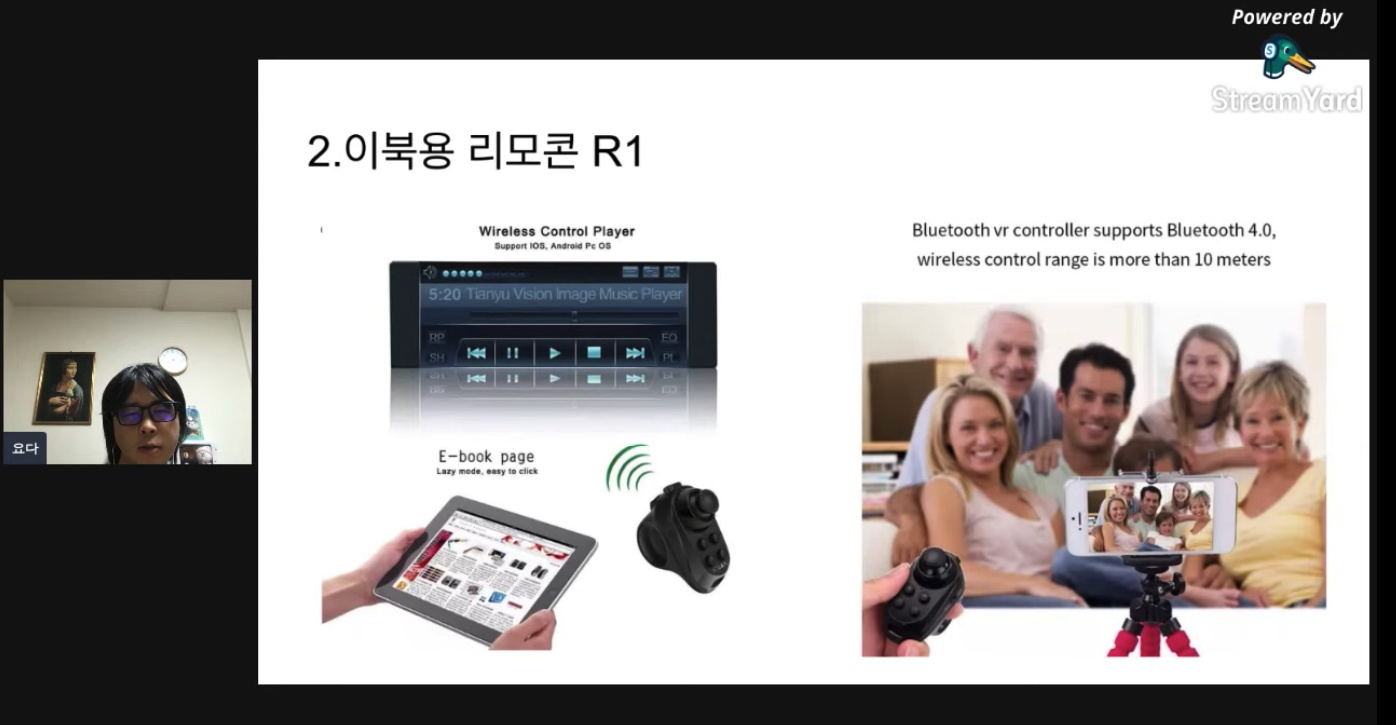 Powered by
StreamYard
2.이북용 리모콘 R1
Wireless Control Player
Support IOS, Android Pc OS
5:20 Tianyu Vision Image Music Player
RP
EQ
SH
PL
E-book page
Lazy mode, easy to click
Bluetooth vr controller supports Bluetooth 4.0,
wireless control range is more than 10 meters
요다